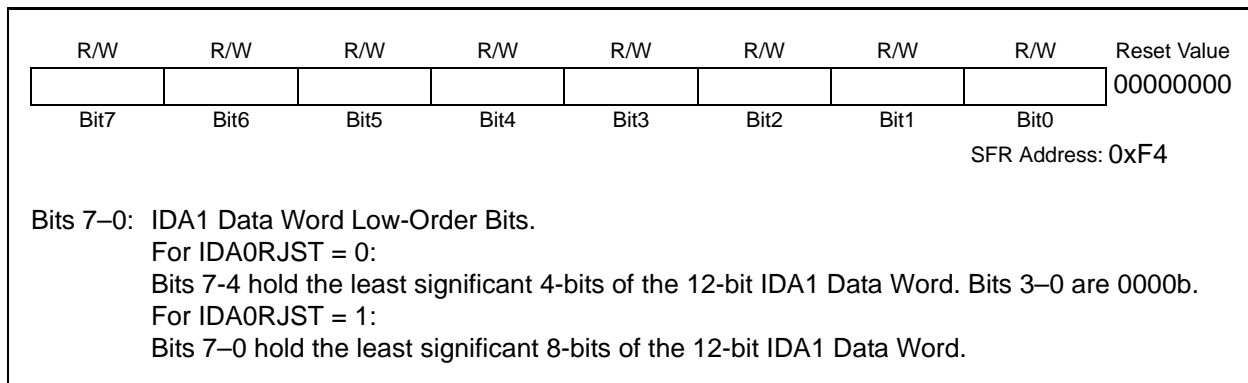 R/W R/W R/W R/W R/W R/W R/W R/W Reset Value
00000000
Bit7 Bit6 Bit5 Bit4 Bit3 Bit2 Bit1 Bit0
SFR Address: 0xF4
Bits 7–0: IDA1 Data Word Low-Order Bits.
For IDA0RJST = 0:
Bits 7-4 hold the least significant 4-bits of the 12-bit IDA1 Data Word. Bits 3–0 are 0000b.
For IDA0RJST = 1:
Bits 7–0 hold the least significant 8-bits of the 12-bit IDA1 Data Word.